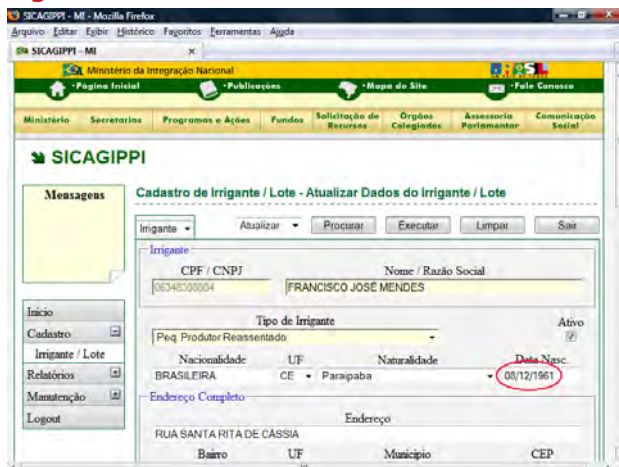 SICAGIPPI - MI - Mozilla Firefox
Arquivo Editar Exibir Histórico Favoritos Ferramentas Ajuda
SICAGIPPI - MI ×
Ministério da Integração Nacional
Página Inicial Publicações Mapa do Site Fale Conosco
Ministério Secretarias Programas e Ações Fundos Solicitação de Recursos Órgãos Colegiados Assessoria Parlamentar Comunicação Social
SICAGIPPI
Mensagens
Cadastro de Irrigante / Lote - Atualizar Dados do Irrigante / Lote
Irrigante Atualizar Procurar Executar Limpar Sair
Irrigante
CPF / CNPJ Nome / Razão Social
FRANCISCO JOSÉ MENDES
Tipo de Irrigante Ativo
Peq. Produtor Reassentado
Nacionalidade UF Naturalidade Data Nasc.
BRASILEIRA CE Paraipaba 08/12/1961
Endereço Completo
Endereço
RUA SANTA RITA DE CÁSSIA
Bairro UF Município CEP
Início
Cadastro
Irrigante / Lote
Relatórios
Manutenção
Logout